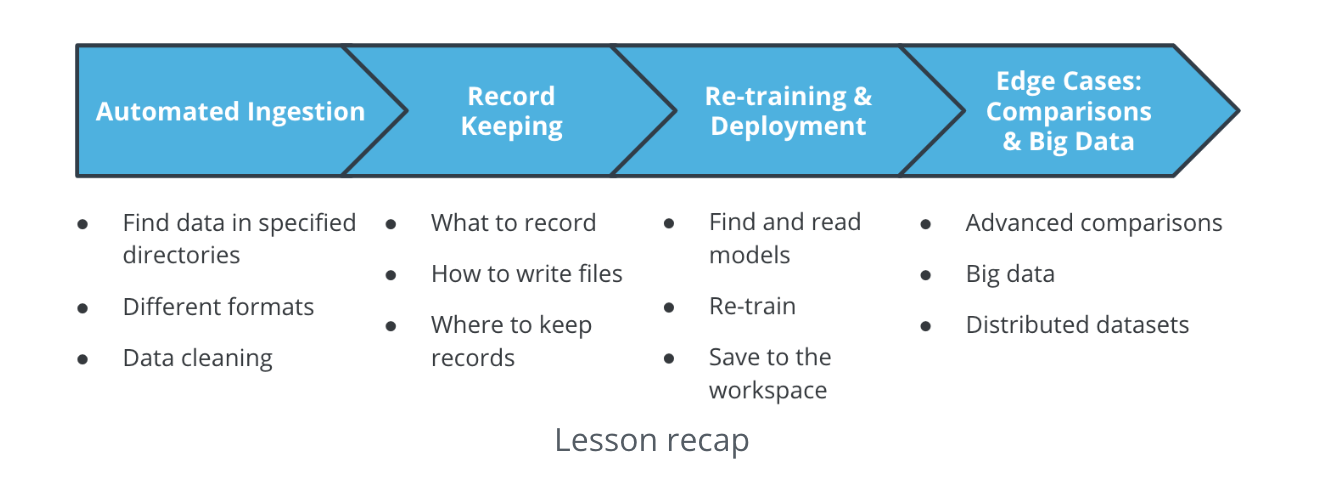 Automated Ingestion
Record
Keeping
Re-training &
Deployment
Edge Cases:
Comparisons
& Big Data
● Find data in specified
directories
● Different formats
● Data cleaning
● What to record
● How to write files
● Where to keep
records
● Find and read
models
● Re-train
● Save to the
workspace
● Advanced comparisons
● Big data
● Distributed datasets
Lesson recap